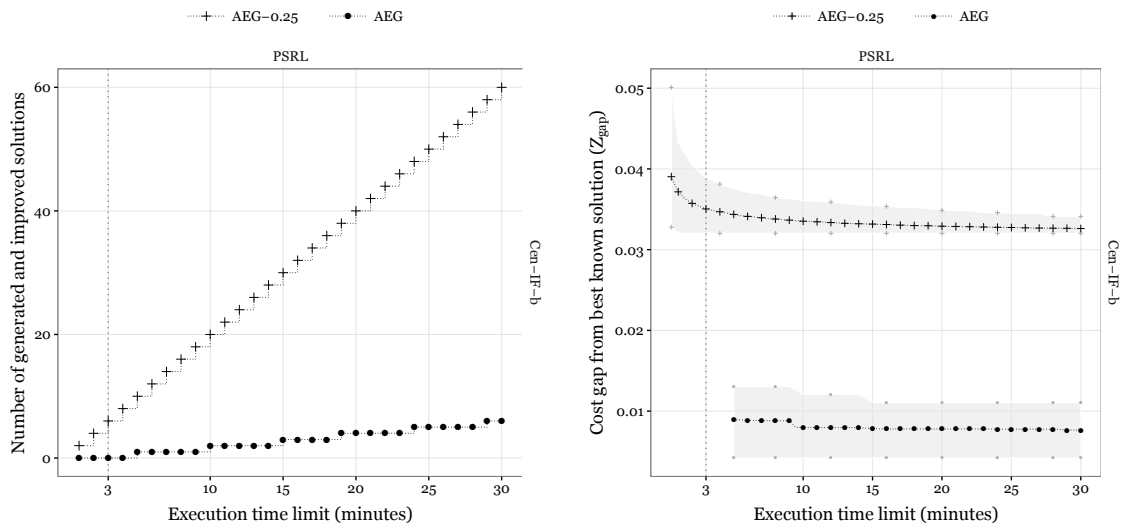 AEG−0.25 AEG
PSRL
Number of generated and improved solutions
60
40
20
0
3 10 15 20 25 30
Execution time limit (minutes)
Cen−IF−b
AEG−0.25 AEG
PSRL
Cost gap from best known solution (Zgap)
0.05
0.04
0.03
0.02
0.01
3 10 15 20 25 30
Execution time limit (minutes)
Cen−IF−b